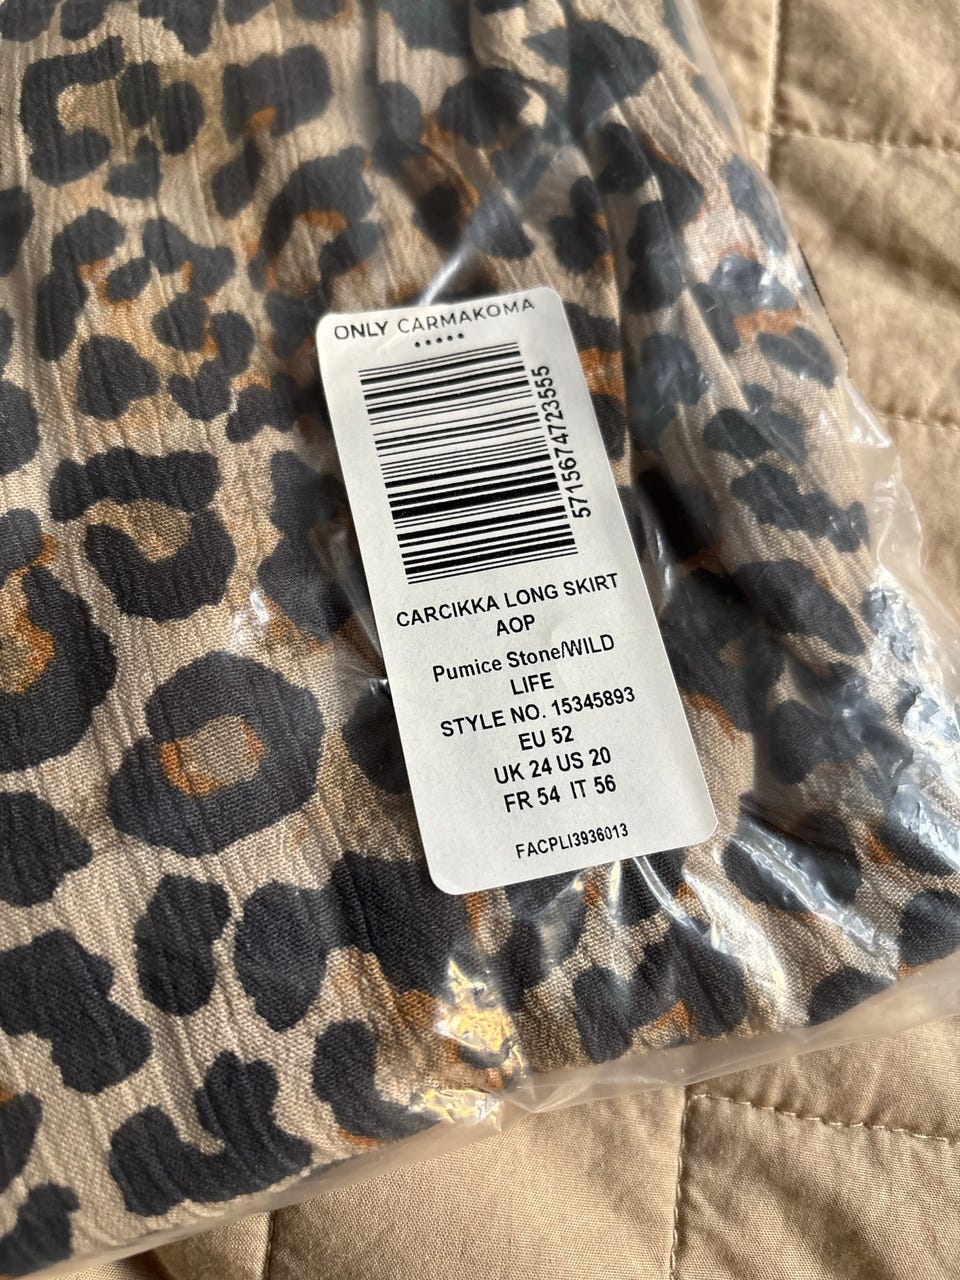 ONLY CARMAKOMA
5715674723555
CARCIKKA LONG SKIRT
AOP
Pumice Stone/WILD
LIFE
STYLE NO. 15345893
EU 52
UK 24 US 20
FR 54 IT 56
FACPLI3936013